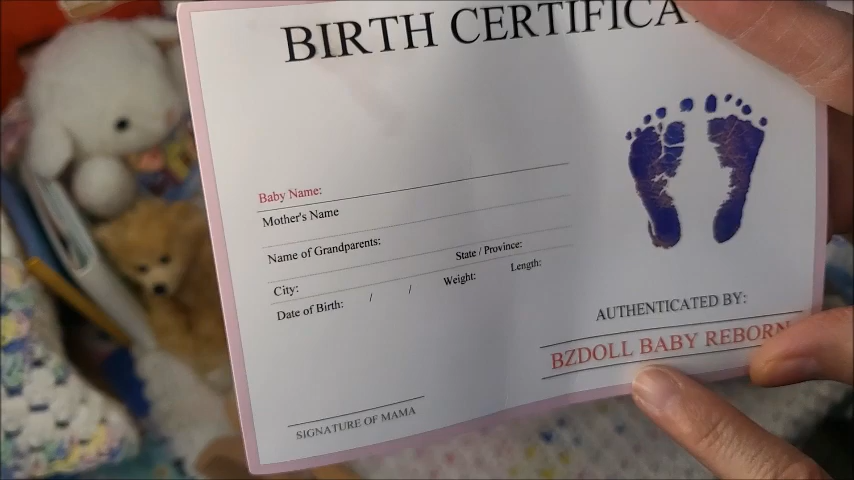 BIRTH CERTIFICA
Baby Name:
Mother's Name
Name of Grandparents:
City: State / Province:
Date of Birth: / / Weight: Length:
AUTHENTICATED BY:
BZDOLL BABY REBORN
SIGNATURE OF MAMA